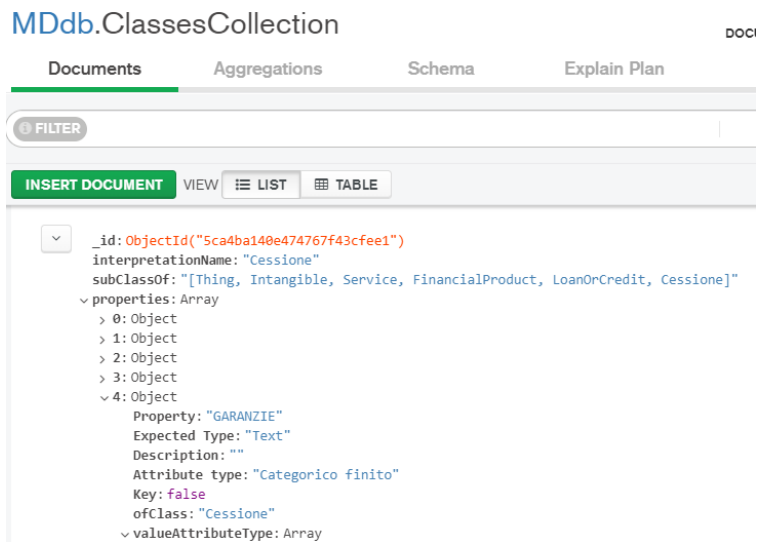 MDdb.ClassesCollection
DOCU
Documents Aggregations Schema Explain Plan
FILTER
INSERT DOCUMENT VIEW LIST TABLE
_id: ObjectId("5ca4ba140e474767f43cfee1")
interpretationName: "Cessione"
subClassOf: "[Thing, Intangible, Service, FinancialProduct, LoanOrCredit, Cessione]"
properties: Array
0: Object
1: Object
2: Object
3: Object
4: Object
Property: "GARANZIE"
Expected Type: "Text"
Description: ""
Attribute type: "Categorico finito"
Key: false
ofClass: "Cessione"
valueAttributeType: Array